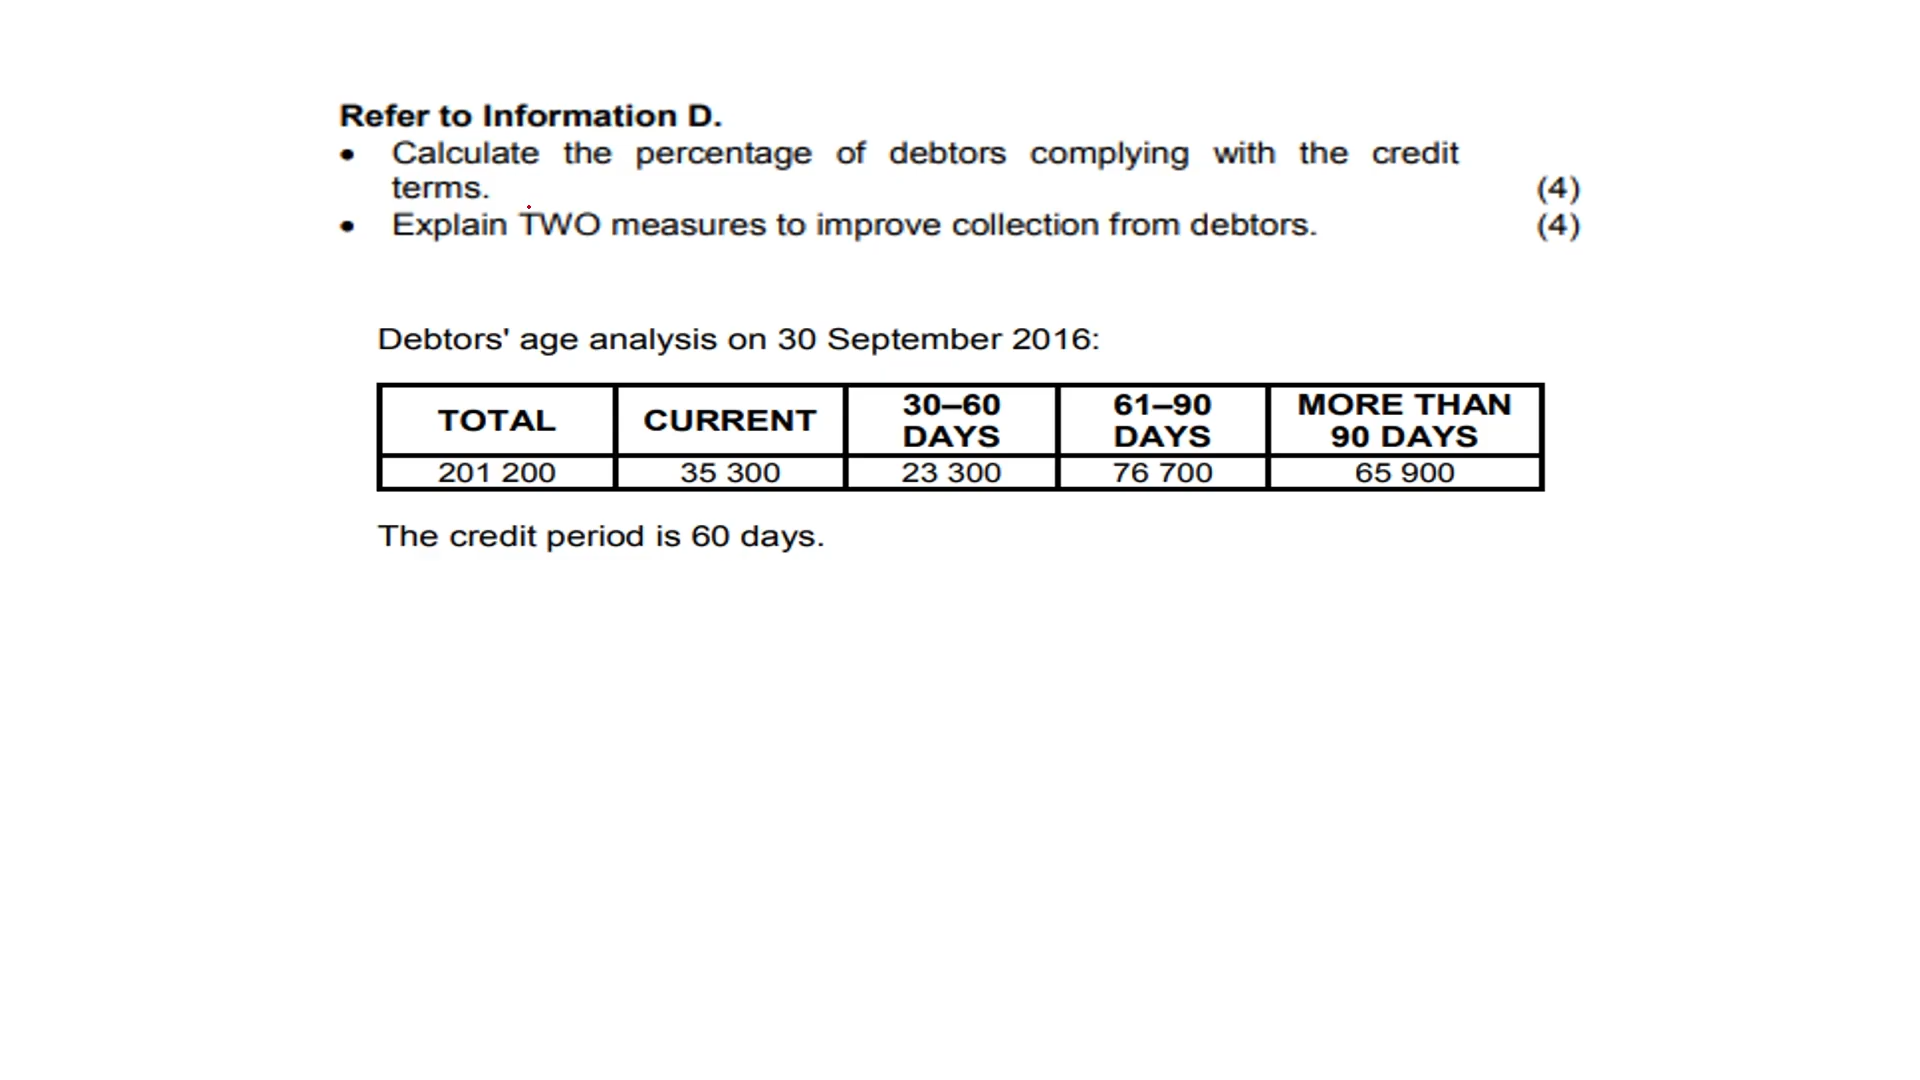 Refer to Information D.
• Calculate the percentage of debtors complying with the credit
terms. (4)
• Explain TWO measures to improve collection from debtors. (4)
Debtors' age analysis on 30 September 2016:
TOTAL CURRENT 30–60 DAYS 61–90 DAYS MORE THAN 90 DAYS
201 200 35 300 23 300 76 700 65 900
The credit period is 60 days.